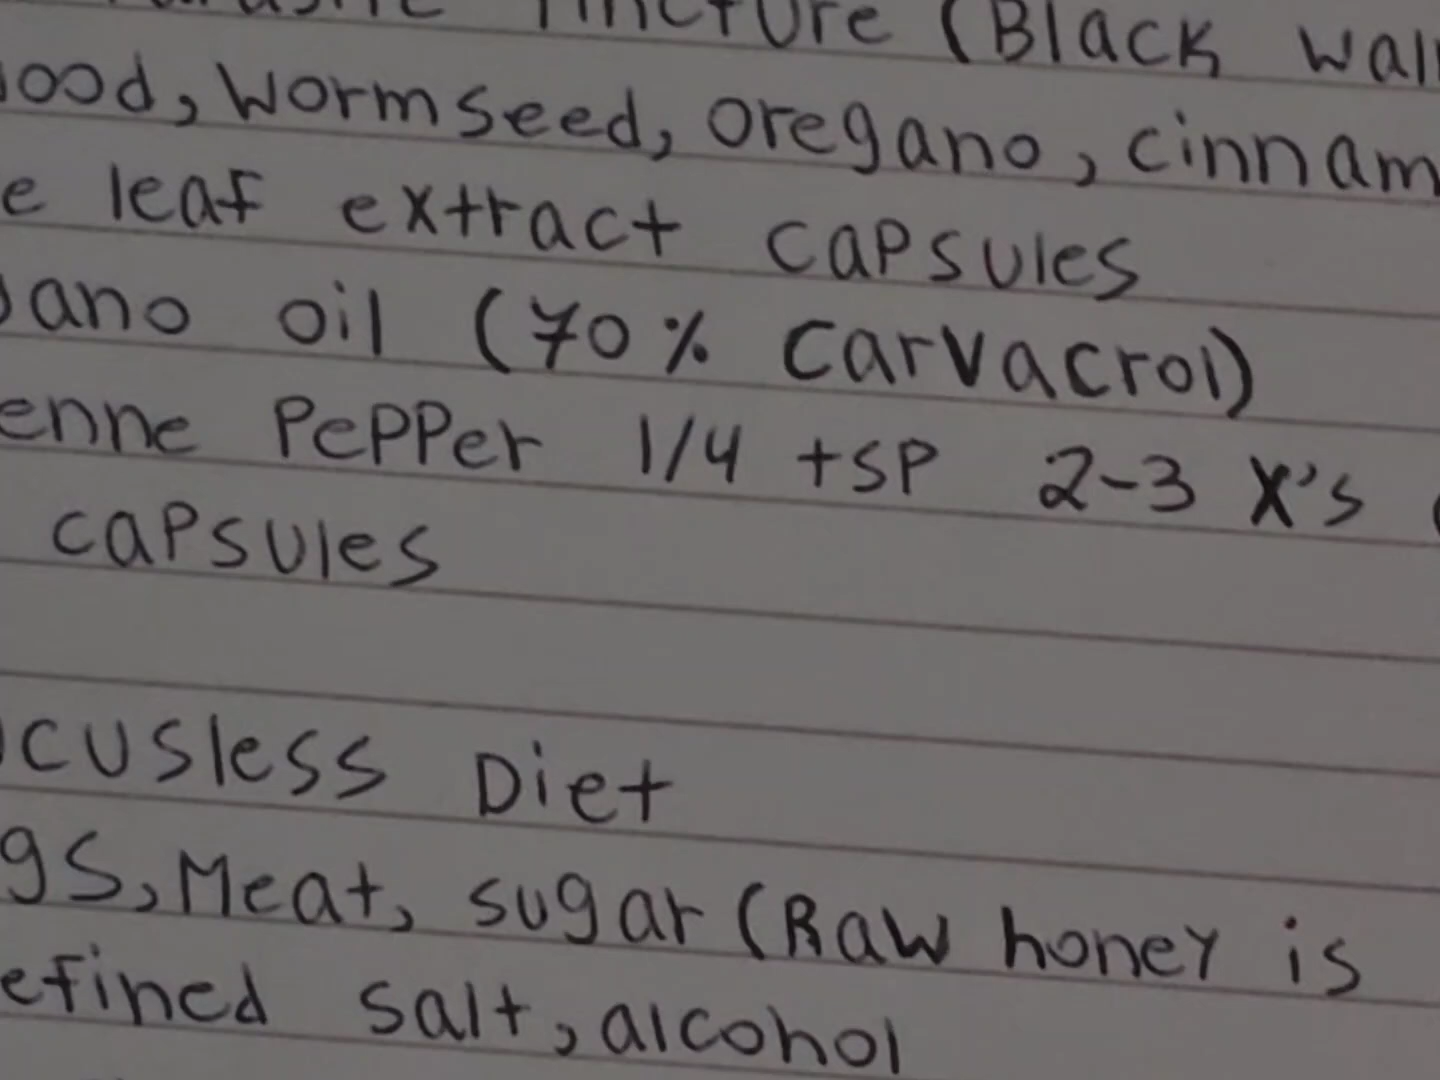 Tincture (Black wal
ood, Wormseed, oregano, cinnam
e leaf extract capsules
ano oil (70% Carvacrol)
enne Pepper 1/4 tsp 2-3 X's (
capsules
cusless Diet
gs, Meat, sugar (Raw honey is
efined salt, alcohol